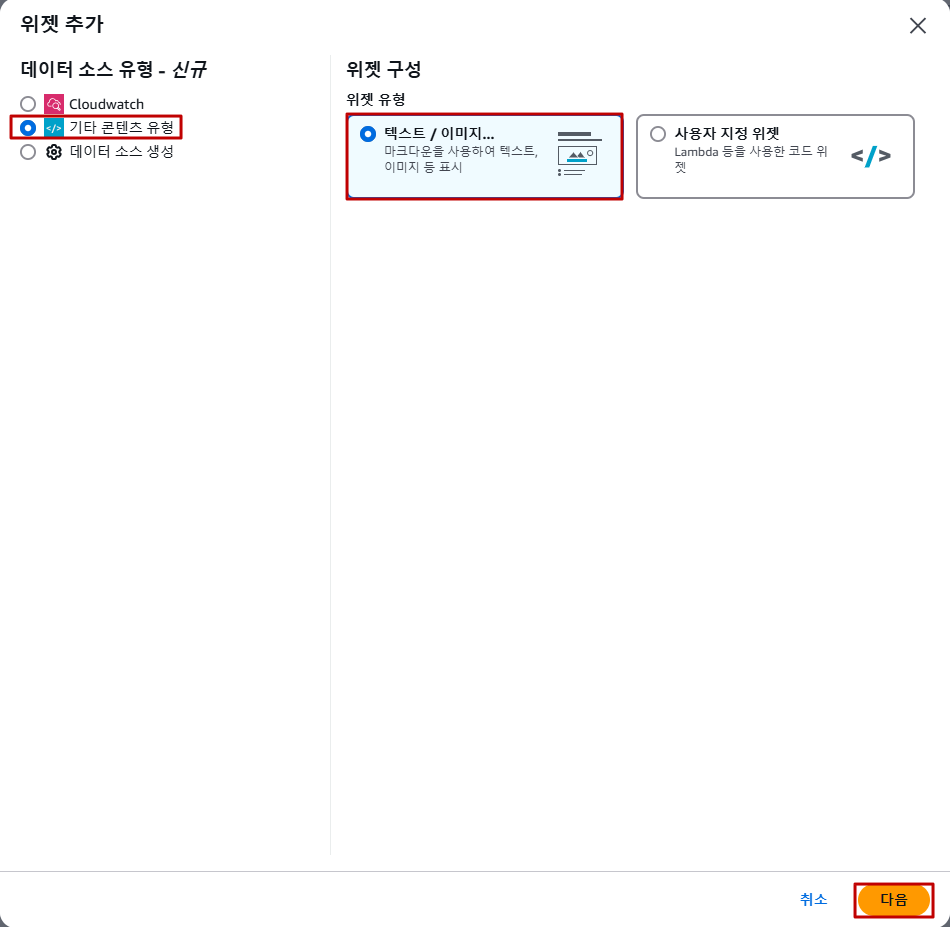 위젯 추가
데이터 소스 유형 - 신규
Cloudwatch
</> 기타 콘텐츠 유형
데이터 소스 생성
위젯 구성
위젯 유형
텍스트 / 이미지...
마크다운을 사용하여 텍스트,
이미지 등 표시
사용자 지정 위젯
Lambda 등을 사용한 코드 위
젯
</>
취소
다음